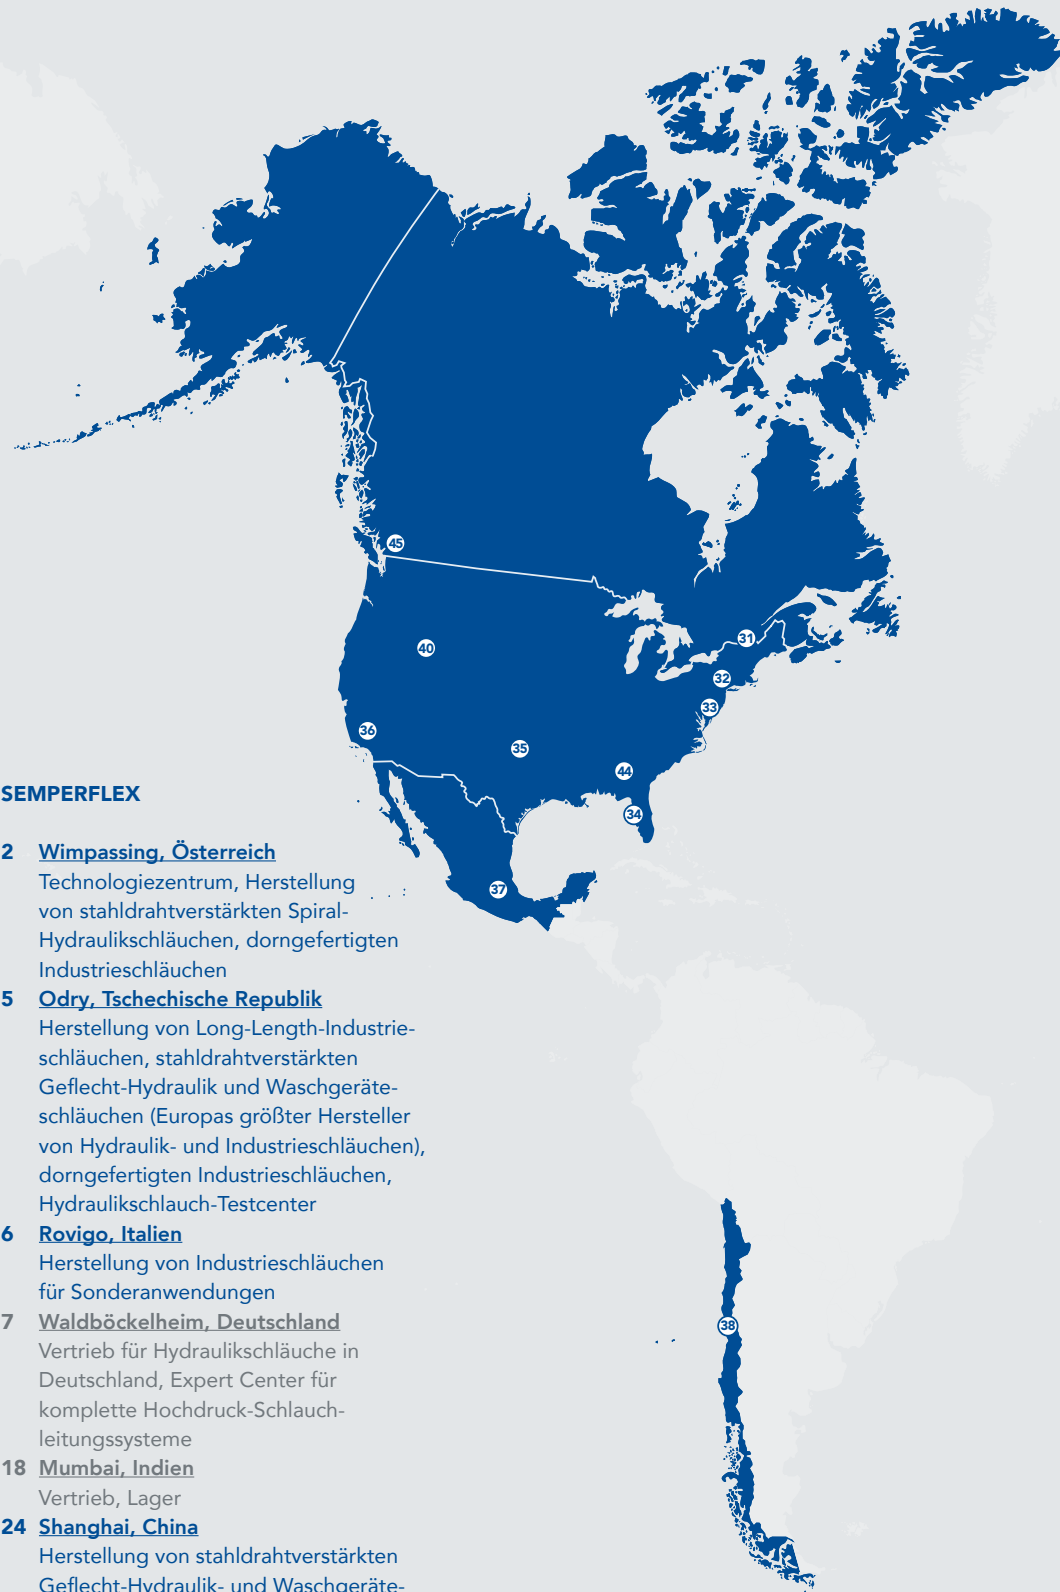 45
31
40
32
33
36
35
44
34
37
38
SEMPERFLEX
2 Wimpassing, Österreich
Technologiezentrum, Herstellung
von stahldrahtverstärkten Spiral-
Hydraulikschläuchen, dorngefertigten
Industrieschläuchen
5 Odry, Tschechische Republik
Herstellung von Long-Length-Industrie-
schläuchen, stahldrahtverstärkten
Geflecht-Hydraulik und Waschgeräte-
schläuchen (Europas größter Hersteller
von Hydraulik- und Industrieschläuchen),
dorngefertigten Industrieschläuchen,
Hydraulikschlauch-Testcenter
6 Rovigo, Italien
Herstellung von Industrieschläuchen
für Sonderanwendungen
7 Waldböckelheim, Deutschland
Vertrieb für Hydraulikschläuche in
Deutschland, Expert Center für
komplette Hochdruck-Schlauch-
leitungssysteme
18 Mumbai, Indien
Vertrieb, Lager
24 Shanghai, China
Herstellung von stahldrahtverstärkten
Geflecht-Hydraulik- und Waschgeräte-